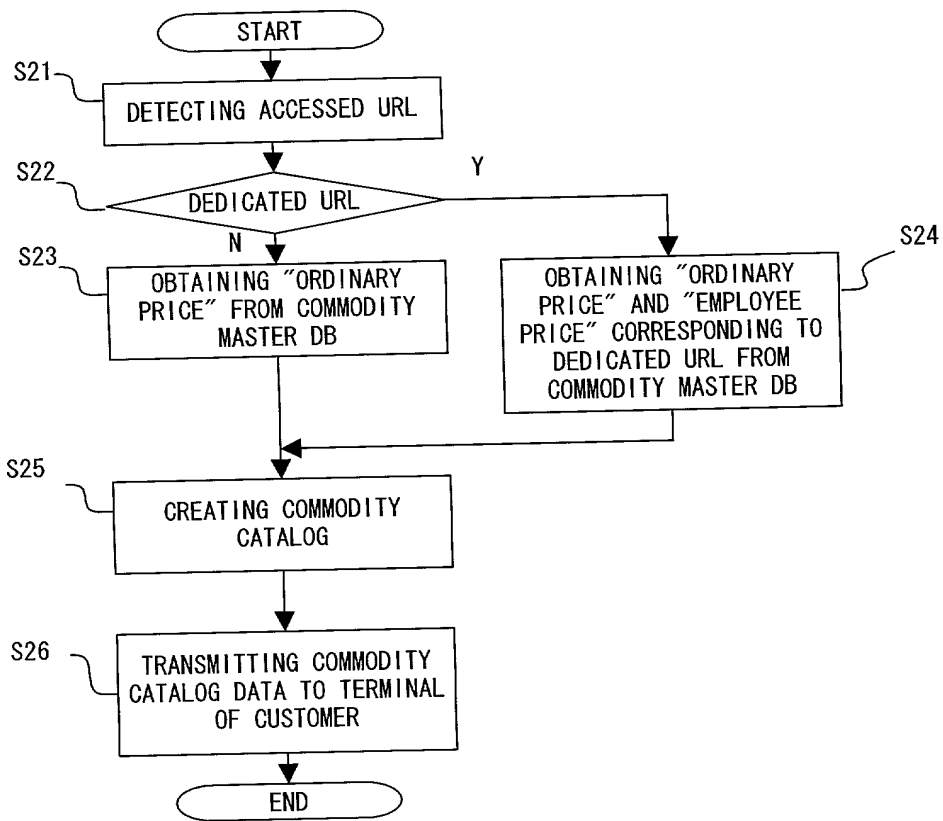 START
S21
DETECTING ACCESSED URL
S22
DEDICATED URL
Y
N
S23
OBTAINING "ORDINARY
PRICE" FROM COMMODITY
MASTER DB
S24
OBTAINING "ORDINARY
PRICE" AND "EMPLOYEE
PRICE" CORRESPONDING TO
DEDICATED URL FROM
COMMODITY MASTER DB
S25
CREATING COMMODITY
CATALOG
S26
TRANSMITTING COMMODITY
CATALOG DATA TO TERMINAL
OF CUSTOMER
END